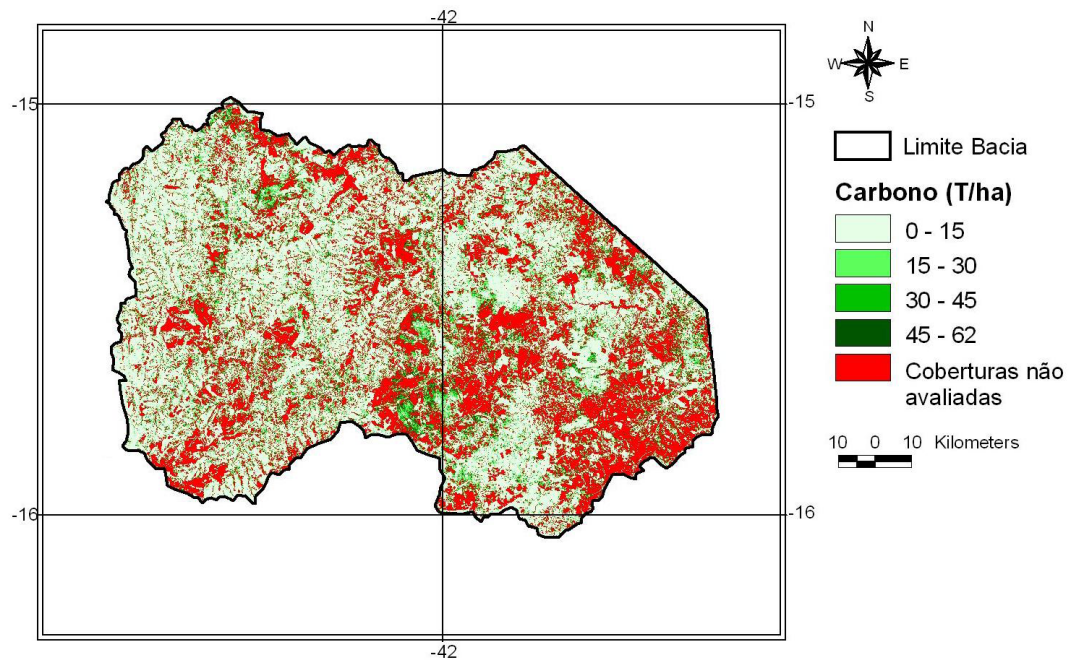 -42
N
W E
S
-15 -15
Limite Bacia
Carbono (T/ha)
0 - 15
15 - 30
30 - 45
45 - 62
Coberturas não
avaliadas
10 0 10 Kilometers
-16 -16
-42